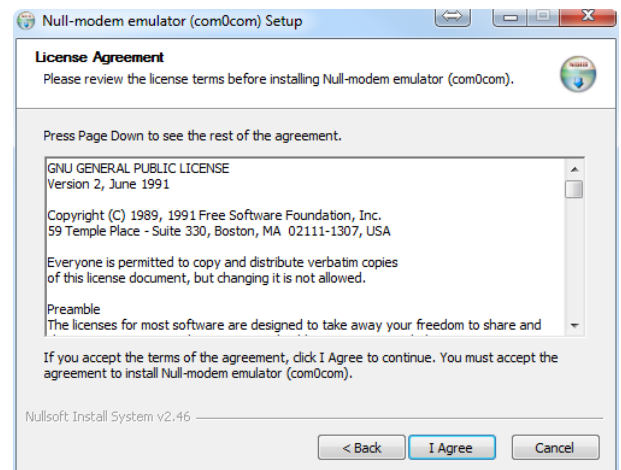 Null-modem emulator (com0com) Setup
License Agreement
Please review the license terms before installing Null-modem emulator (com0com).
Press Page Down to see the rest of the agreement.
GNU GENERAL PUBLIC LICENSE
Version 2, June 1991
Copyright (C) 1989, 1991 Free Software Foundation, Inc.
59 Temple Place - Suite 330, Boston, MA  02111-1307, USA
Everyone is permitted to copy and distribute verbatim copies
of this license document, but changing it is not allowed.
Preamble
The licenses for most software are designed to take away your freedom to share and
If you accept the terms of the agreement, click I Agree to continue. You must accept the
agreement to install Null-modem emulator (com0com).
Nullsoft Install System v2.46
< Back
I Agree
Cancel